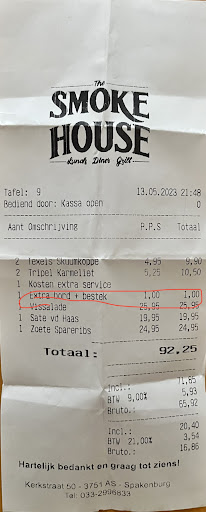 The
SMOKE
HOUSE
Lunch Diner Grill
Tafel: 9 13.05.2023 21:48
Bediend door: Kassa open 0
Aant Omschrijving P.P.S Totaal
2 Texels Skuumkoppe 4,95 9,90
2 Tripel Karmeliet 5,25 10,50
1 Kosten extra service
1 Extra bord + bestek 1,00 1,00
1 Vissalade 25,95 25,95
1 Sate vd Haas 19,95 19,95
1 Zoete Spareribs 24,95 24,95
Totaal: 92,25
Incl.: 71,85
BTW 9,00% 5,93
Bruto.: 65,92
Incl.: 20,40
BTW 21,00% 3,54
Bruto.: 16,86
Hartelijk bedankt en graag tot ziens!
Kerkstraat 50 - 3751 AS - Spakenburg
Tel: 033-2996833